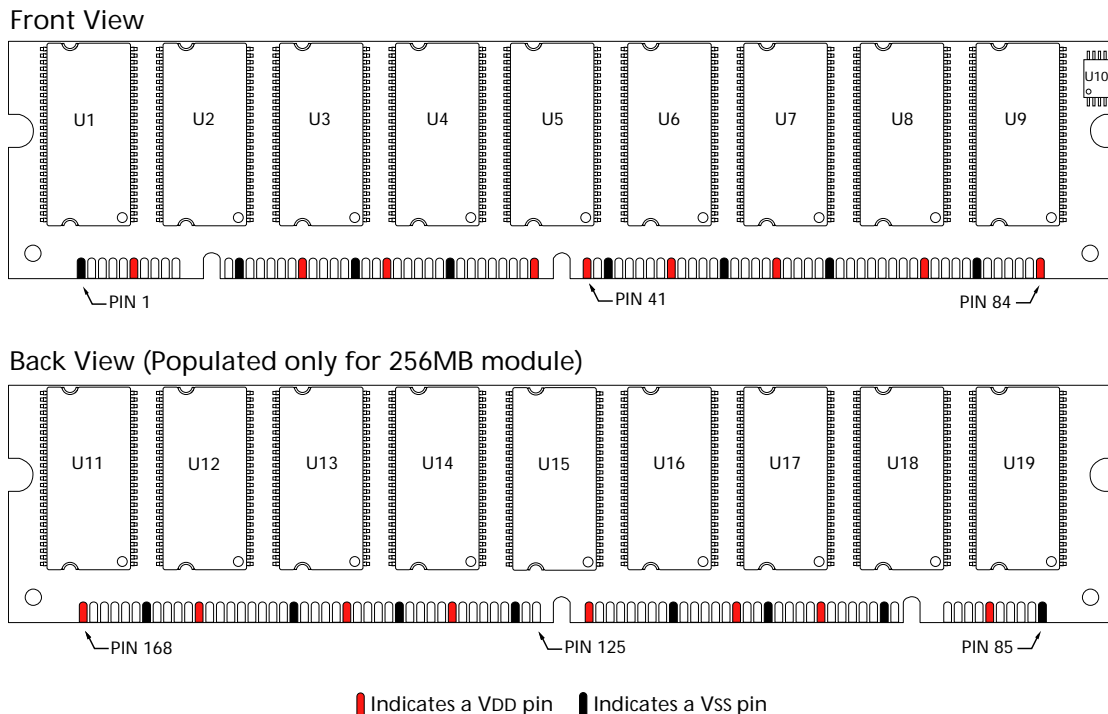 Front View
U1 U2 U3 U4 U5 U6 U7 U8 U9 U10
PIN 1 PIN 41 PIN 84
Back View (Populated only for 256MB module)
U11 U12 U13 U14 U15 U16 U17 U18 U19
PIN 168 PIN 125 PIN 85
Indicates a VDD pin Indicates a VSS pin